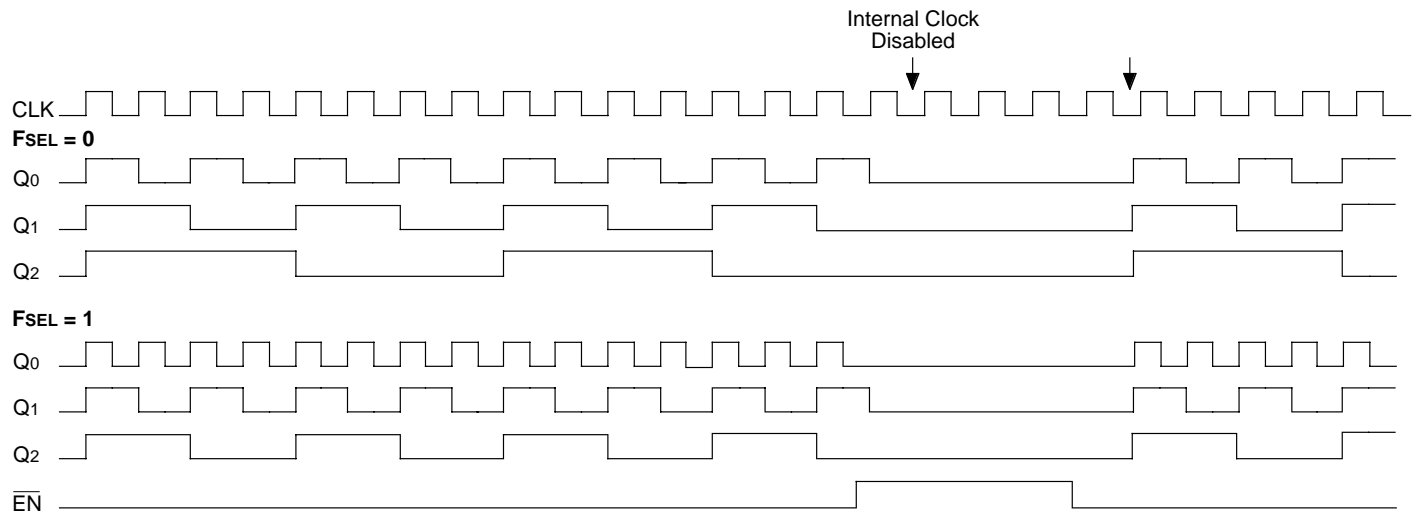 Internal Clock
Disabled
CLK
FSEL = 0
Q0
Q1
Q2
FSEL = 1
Q0
Q1
Q2
EN